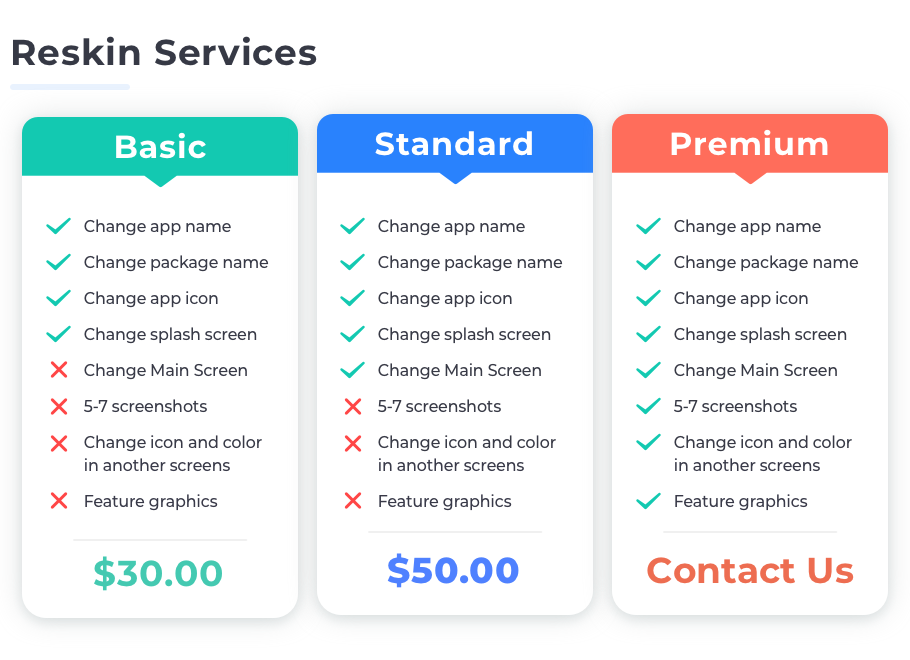 Reskin Services
Basic
Change app name
Change package name
Change app icon
Change splash screen
Change Main Screen
5-7 screenshots
Change icon and color
in another screens
Feature graphics
$30.00
Standard
Change app name
Change package name
Change app icon
Change splash screen
Change Main Screen
5-7 screenshots
Change icon and color
in another screens
Feature graphics
$50.00
Premium
Change app name
Change package name
Change app icon
Change splash screen
Change Main Screen
5-7 screenshots
Change icon and color
in another screens
Feature graphics
Contact Us